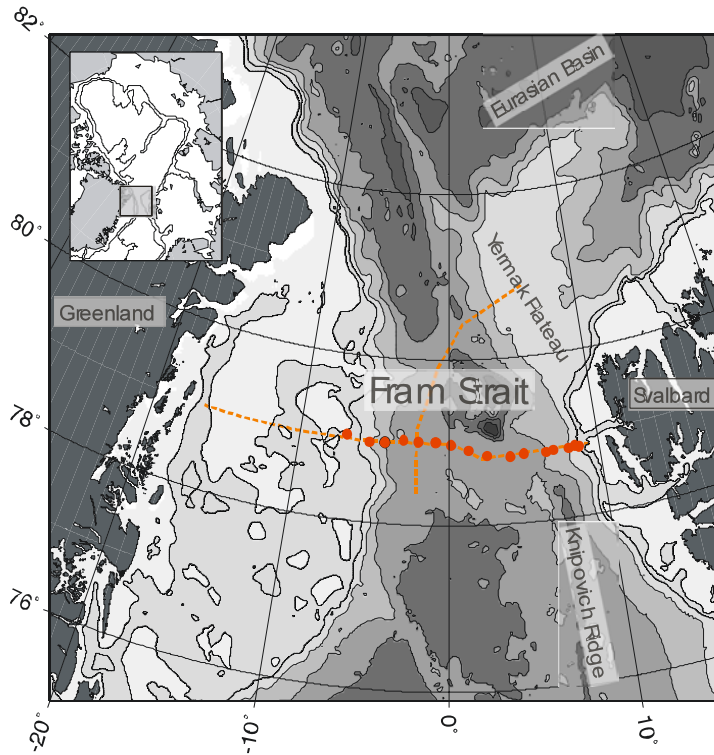 82°
Eurasian Basin
80°
Yermak Plateau
Greenland
Fram Strait
Svalbard
78°
Knipovich Ridge
76°
-20°
-10°
0°
10°